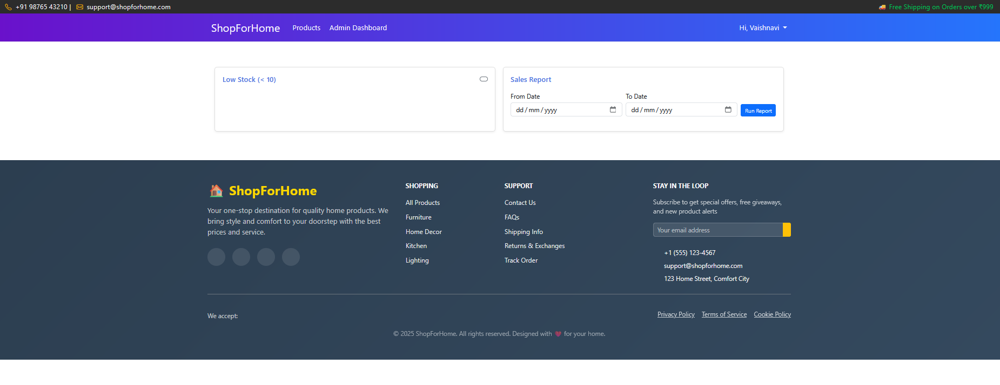 +91 98765 43210 | support@shopforhome.com
🚚 Free Shipping on Orders over ₹999
ShopForHome Products Admin Dashboard Hi, Vaishnavi
Low Stock (< 10)
Sales Report
From Date To Date
dd/mm/yyyy dd/mm/yyyy Run Report
ShopForHome
Your one-stop destination for quality home products. We
bring style and comfort to your doorstep with the best
prices and service.
SHOPPING
All Products
Furniture
Home Decor
Kitchen
Lighting
SUPPORT
Contact Us
FAQs
Shipping Info
Returns & Exchanges
Track Order
STAY IN THE LOOP
Subscribe to get special offers, free giveaways,
and new product alerts
Your email address
+1 (555) 123-4567
support@shopforhome.com
123 Home Street, Comfort City
We accept:
Privacy Policy Terms of Service Cookie Policy
© 2025 ShopForHome. All rights reserved. Designed with ❤️ for your home.